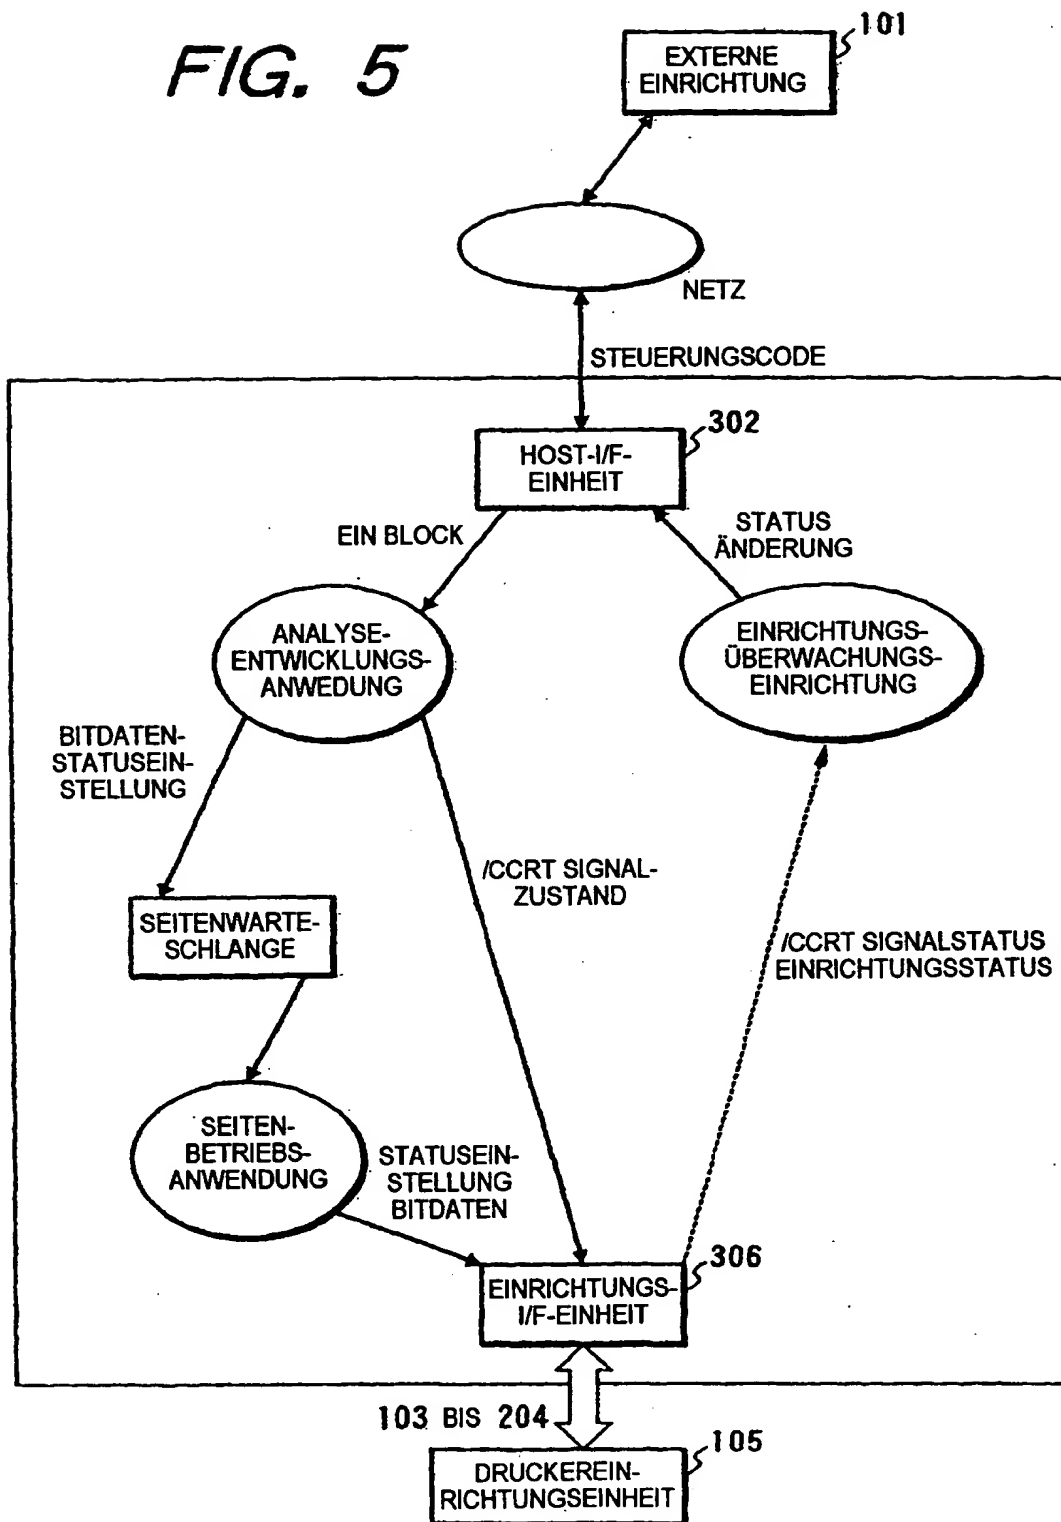 FIG. 5
101
EXTERNE
EINRICHTUNG
NETZ
STEUERUNGSCODE
302
HOST-I/F-
EINHEIT
EIN BLOCK
STATUS
ÄNDERUNG
ANALYSE-
ENTWICKLUNGS-
ANWEDUNG
EINRICHTUNGS-
ÜBERWACHUNGS-
EINRICHTUNG
BITDATEN-
STATUSEIN-
STELLUNG
/CCRT SIGNAL-
ZUSTAND
SEITENWARTE-
SCHLANGE
/CCRT SIGNALSTATUS
EINRICHTUNGSSTATUS
SEITEN-
BETRIEBS-
ANWENDUNG
STATUSEIN-
STELLUNG
BITDATEN
306
EINRICHTUNGS-
I/F-EINHEIT
103 BIS 204
105
DRUCKEREIN-
RICHTUNGSEINHEIT